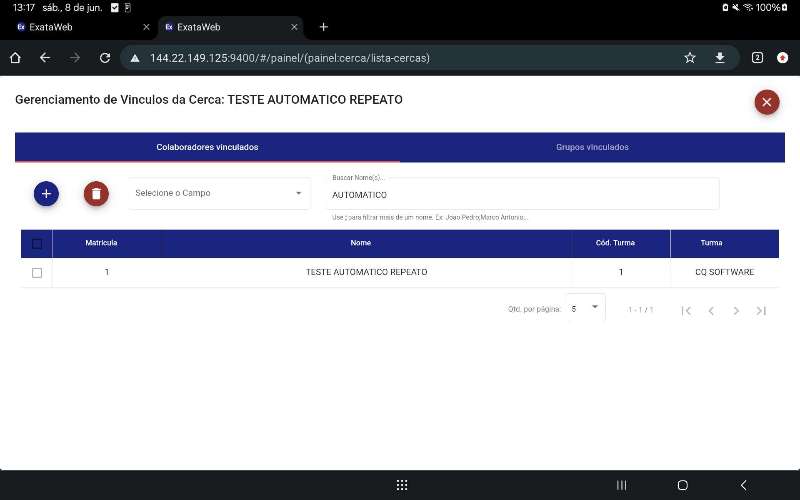 13:17 sáb., 8 de jun.
100%
ExataWeb
ExataWeb
144.22.149.125:9400/#/painel/(painel:cerca/lista-cercas)
2
Gerenciamento de Vinculos da Cerca: TESTE AUTOMATICO REPEATO
Colaboradores vinculados
Grupos vinculados
Selecione o Campo
Buscar Nome(s)...
AUTOMATICO
Use ; para filtrar mais de um nome. Ex: Joao Pedro;Marco Antonio...
Matricula Nome Cód. Turma Turma
1 TESTE AUTOMATICO REPEATO 1 CQ SOFTWARE
Qtd. por página: 5 1 - 1 / 1